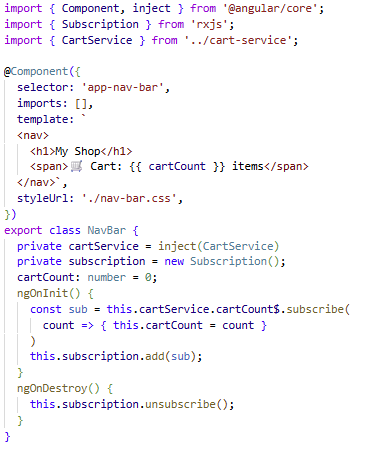 import { Component, inject } from '@angular/core';
import { Subscription } from 'rxjs';
import { CartService } from '../cart-service';

@Component({
  selector: 'app-nav-bar',
  imports: [],
  template: `
  <nav>
    <h1>My Shop</h1>
    <span>🛒 Cart: {{ cartCount }} items</span>
  </nav>`,
  styleUrl: './nav-bar.css',
})
export class NavBar {
  private cartService = inject(CartService)
  private subscription = new Subscription();
  cartCount: number = 0;
  ngOnInit() {
    const sub = this.cartService.cartCount$.subscribe(
      count => { this.cartCount = count }
    )
    this.subscription.add(sub);
  }
  ngOnDestroy() {
    this.subscription.unsubscribe();
  }
}